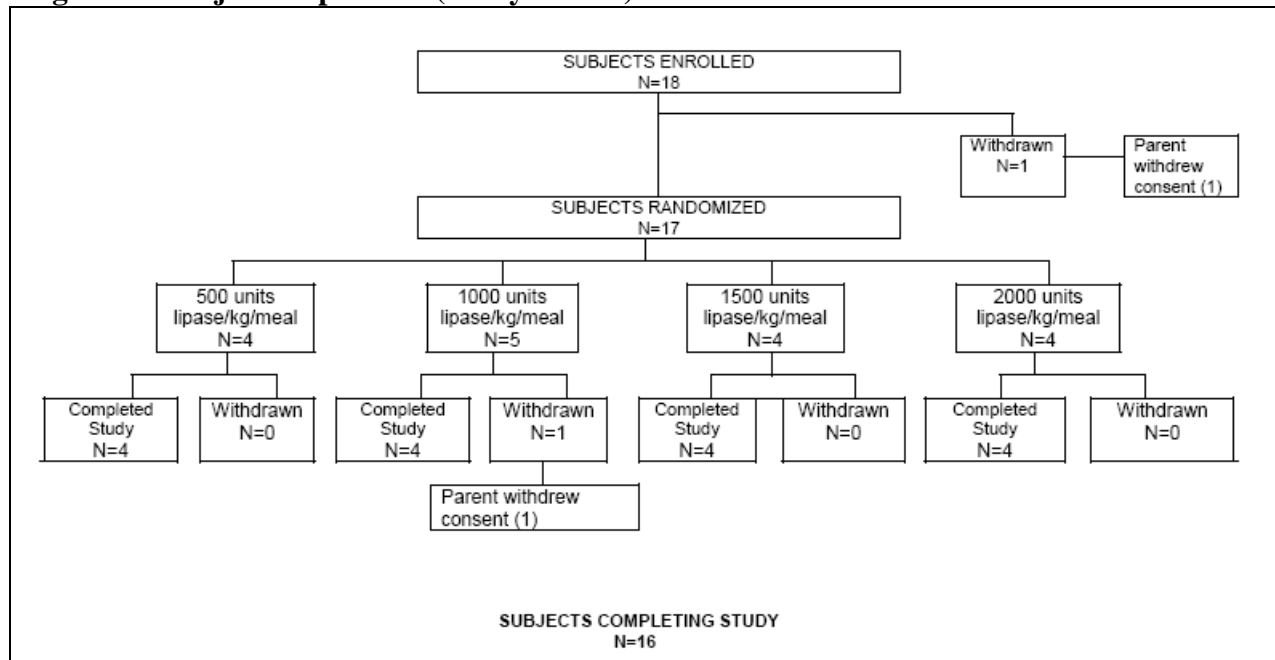 SUBJECTS ENROLLED
N=18
Withdrawn
N=1
Parent
withdrew
consent (1)
SUBJECTS RANDOMIZED
N=17
500 units
lipase/kg/meal
N=4
1000 units
lipase/kg/meal
N=5
1500 units
lipase/kg/meal
N=4
2000 units
lipase/kg/meal
N=4
Completed
Study
N=4
Withdrawn
N=0
Completed
Study
N=4
Withdrawn
N=1
Completed
Study
N=4
Withdrawn
N=0
Completed
Study
N=4
Withdrawn
N=0
Parent withdrew
consent (1)
SUBJECTS COMPLETING STUDY
N=16